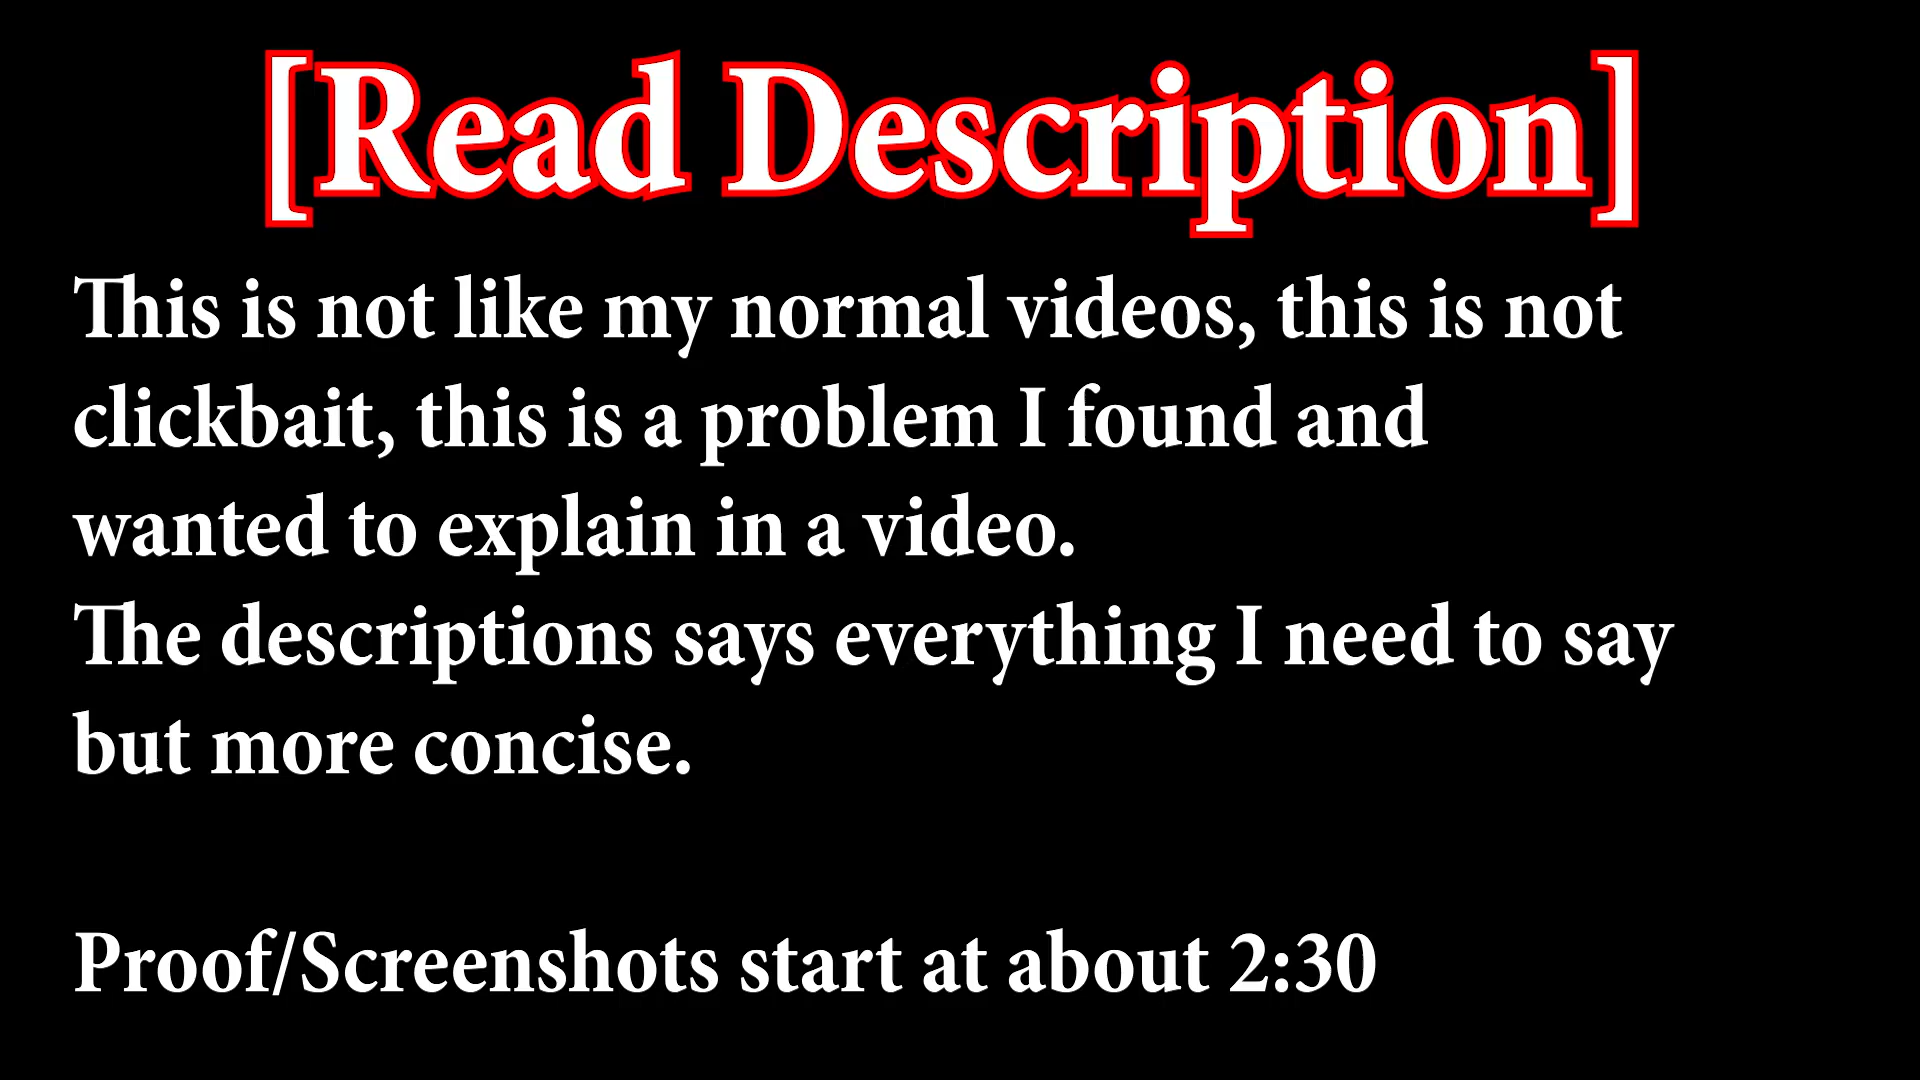 [Read Description]
This is not like my normal videos, this is not
clickbait, this is a problem I found and
wanted to explain in a video.
The descriptions says everything I need to say
but more concise.
Proof/Screenshots start at about 2:30